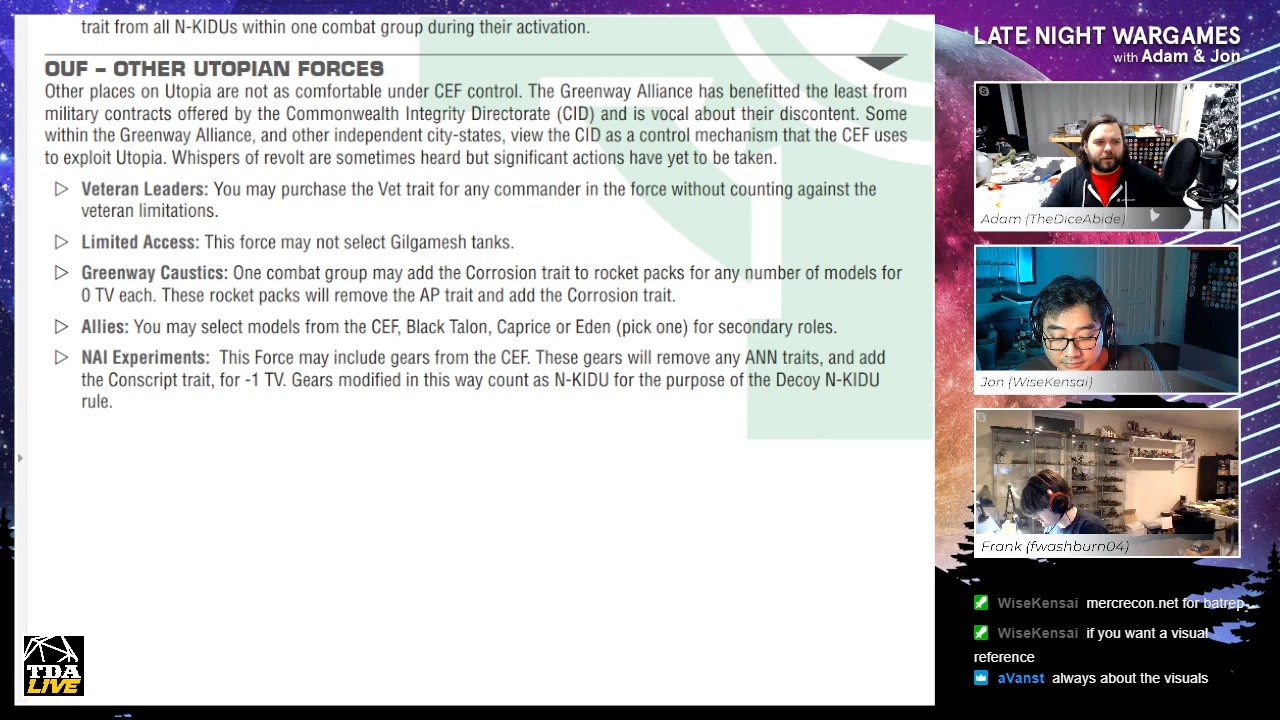 trait from all N-KIDUs within one combat group during their activation.
OUF – OTHER UTOPIAN FORCES
Other places on Utopia are not as comfortable under CEF control. The Greenway Alliance has benefitted the least from
military contracts offered by the Commonwealth Integrity Directorate (CID) and is vocal about their discontent. Some
within the Greenway Alliance, and other independent city-states, view the CID as a control mechanism that the CEF uses
to exploit Utopia. Whispers of revolt are sometimes heard but significant actions have yet to be taken.
Veteran Leaders: You may purchase the Vet trait for any commander in the force without counting against the
veteran limitations.
Limited Access: This force may not select Gilgamesh tanks.
Greenway Caustics: One combat group may add the Corrosion trait to rocket packs for any number of models for
0 TV each. These rocket packs will remove the AP trait and add the Corrosion trait.
Allies: You may select models from the CEF, Black Talon, Caprice or Eden (pick one) for secondary roles.
NAI Experiments: This Force may include gears from the CEF. These gears will remove any ANN traits, and add
the Conscript trait, for -1 TV. Gears modified in this way count as N-KIDU for the purpose of the Decoy N-KIDU
rule.
TDA
LIVE
LATE NIGHT WARGAMES
with Adam & Jon
Adam (TheDiceAbide)
Jon (WiseKensai)
Frank (fwashburn04)
WiseKensai mercrecon.net for batrep
WiseKensai if you want a visual
reference
aVanst always about the visuals